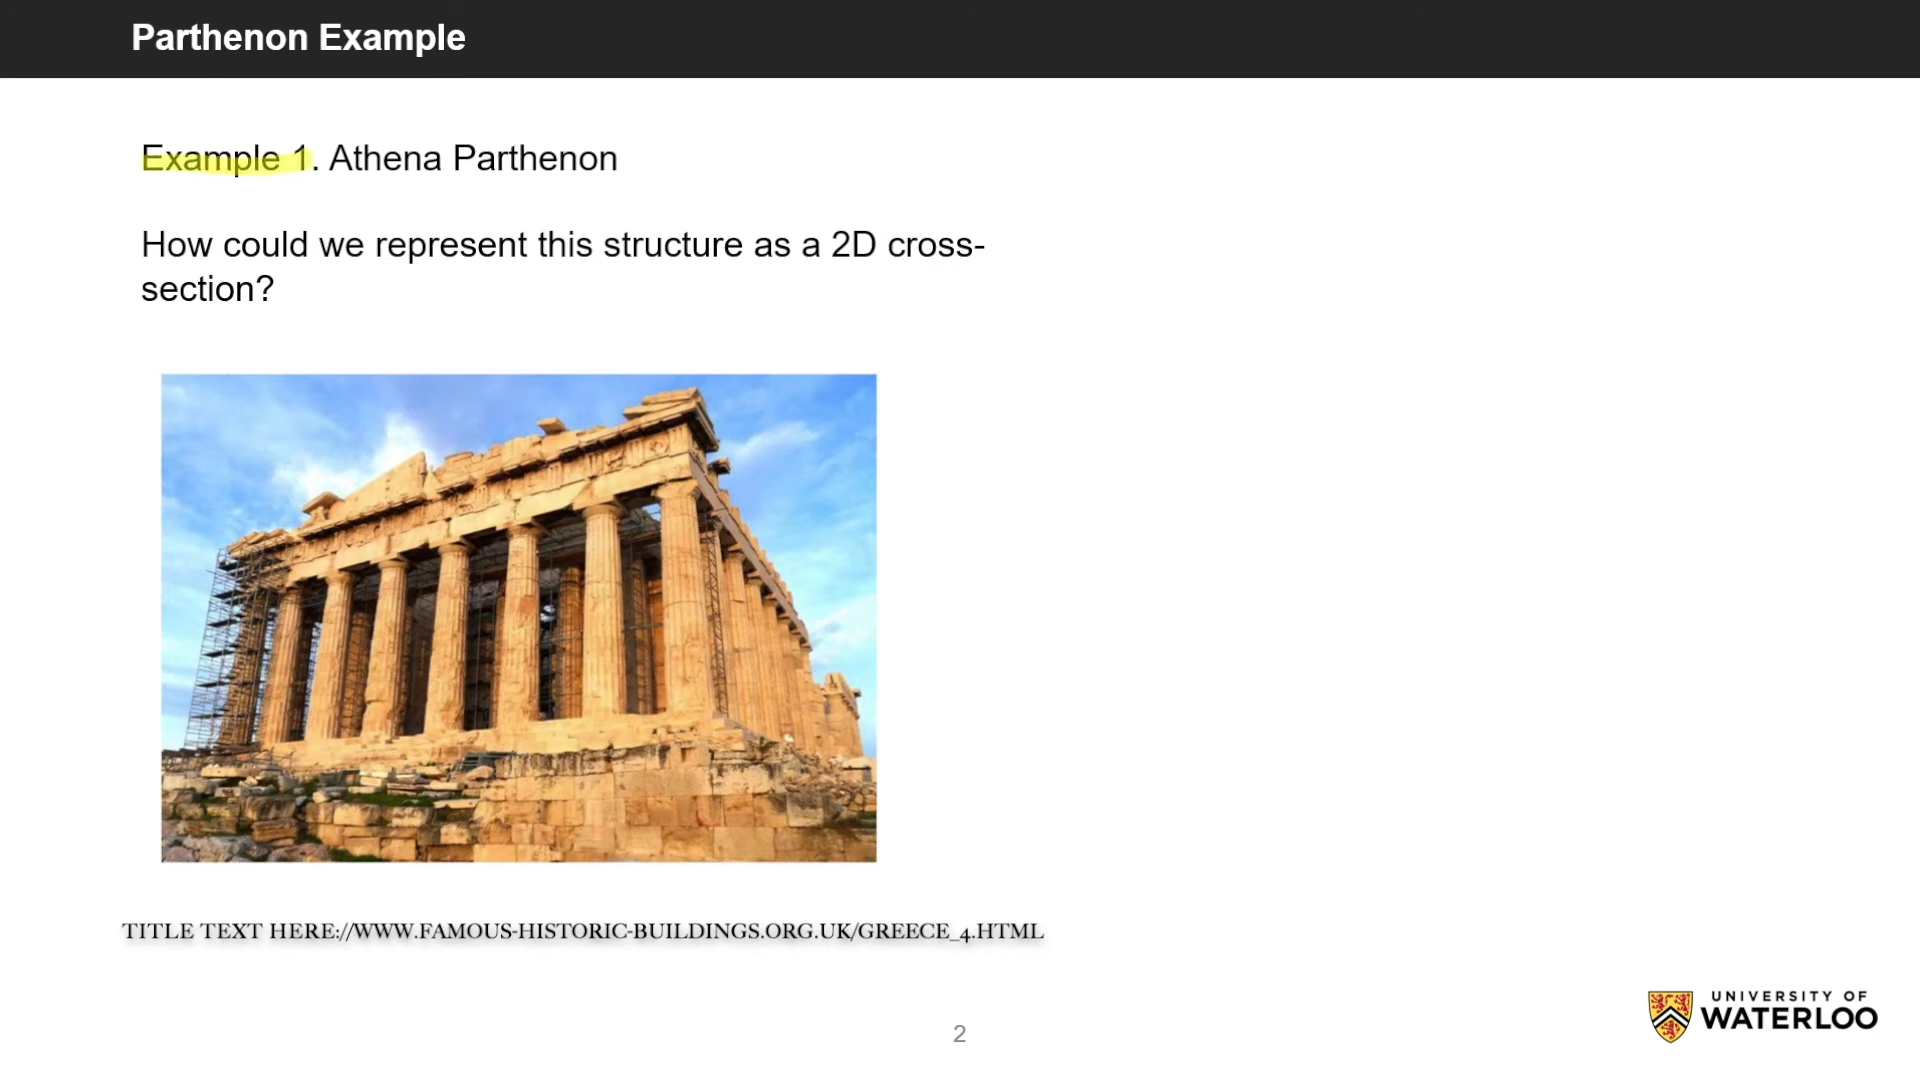 Parthenon Example
Example 1. Athena Parthenon
How could we represent this structure as a 2D cross-
section?
TITLE TEXT HERE://WWW.FAMOUS-HISTORIC-BUILDINGS.ORG.UK/GREECE_4.HTML
2
UNIVERSITY OF
WATERLOO